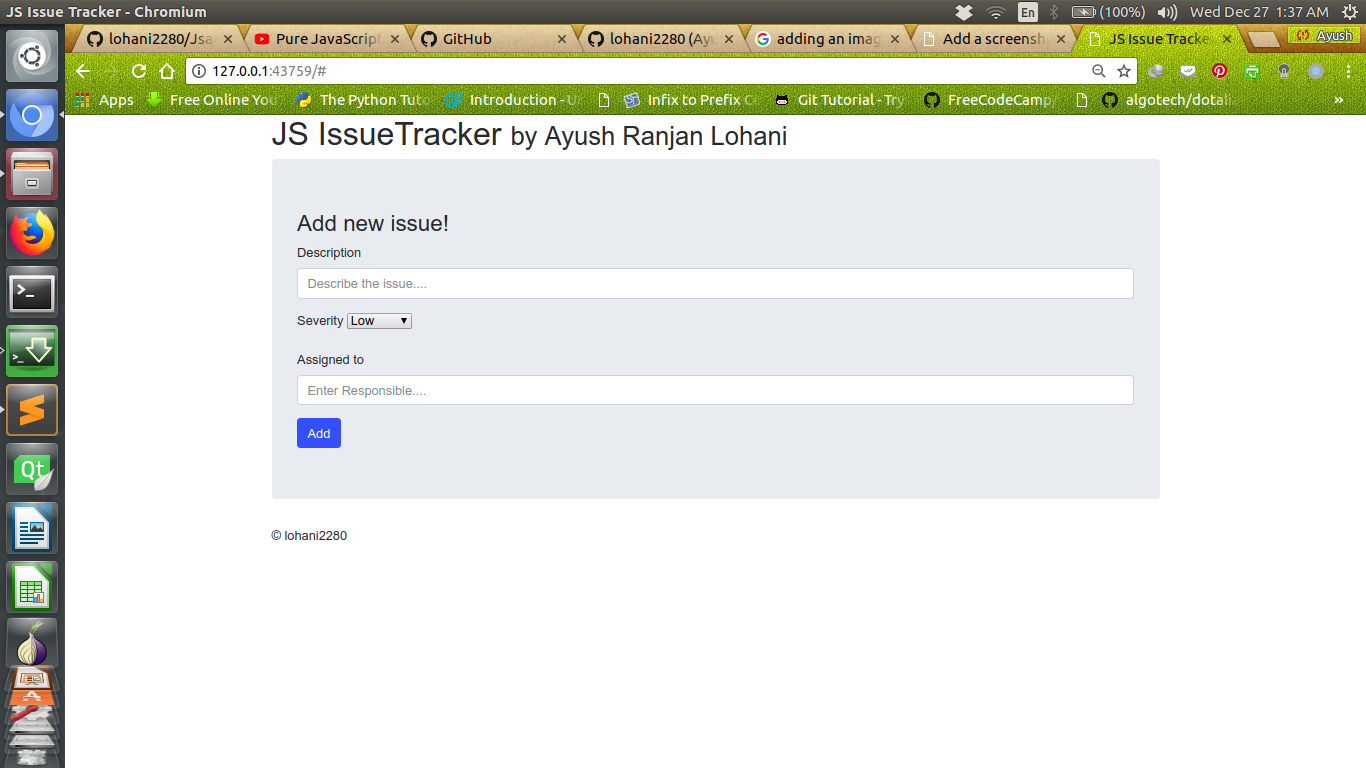 JS Issue Tracker - Chromium
En
(100%)
Wed Dec 27 1:37 AM
lohani2280/Jsa
Pure JavaScript
GitHub
lohani2280 (Ayu
adding an imag
Add a screensh
JS Issue Tracke
Ayush
127.0.0.1:43759/#
Apps
Free Online You
The Python Tuto
Introduction - U
Infix to Prefix C
Git Tutorial - Try
FreeCodeCamp/
algotech/dotali
»
JS IssueTracker by Ayush Ranjan Lohani
Add new issue!
Description
Describe the issue....
Severity Low
Assigned to
Enter Responsible....
Add
© lohani2280
Qt